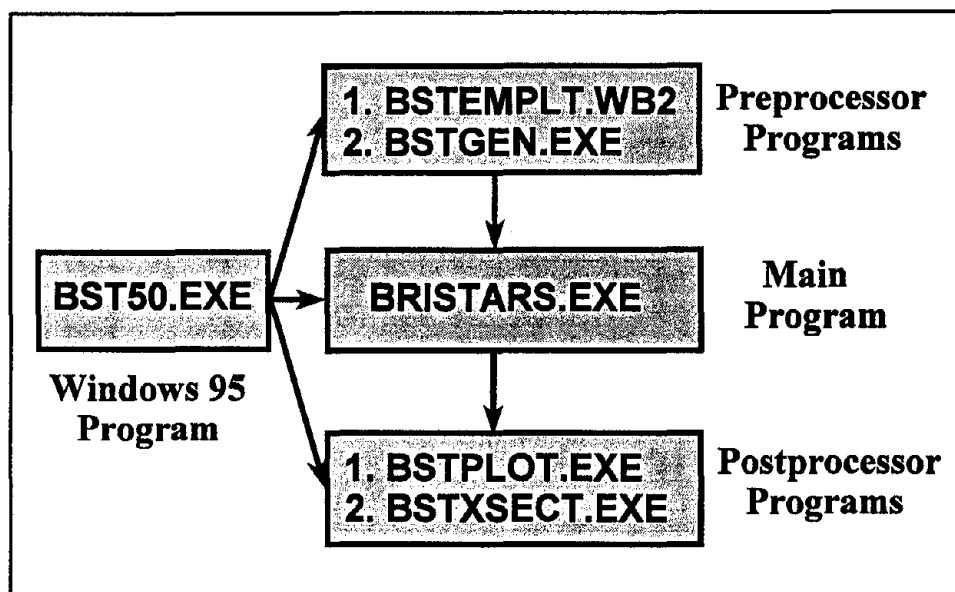 1. BSTEMPLT.WB2
2. BSTGEN.EXE
Preprocessor
Programs
BST50.EXE
Windows 95
Program
BRISTARS.EXE
Main
Program
1. BSTPLOT.EXE
2. BSTXSECT.EXE
Postprocessor
Programs